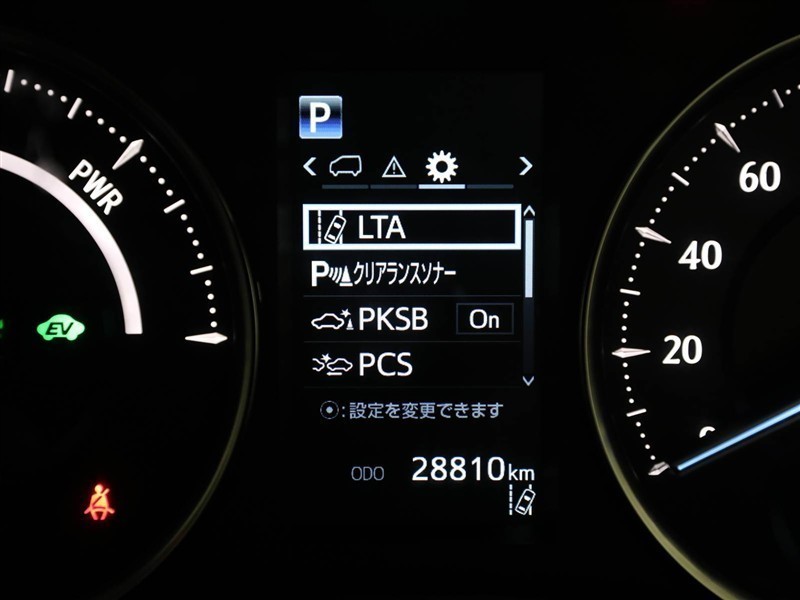 P
PWR
EV
LTA
Pクリアランスソナー
PKSB On
PCS
:設定を変更できます
ODO 28810km
60
40
20